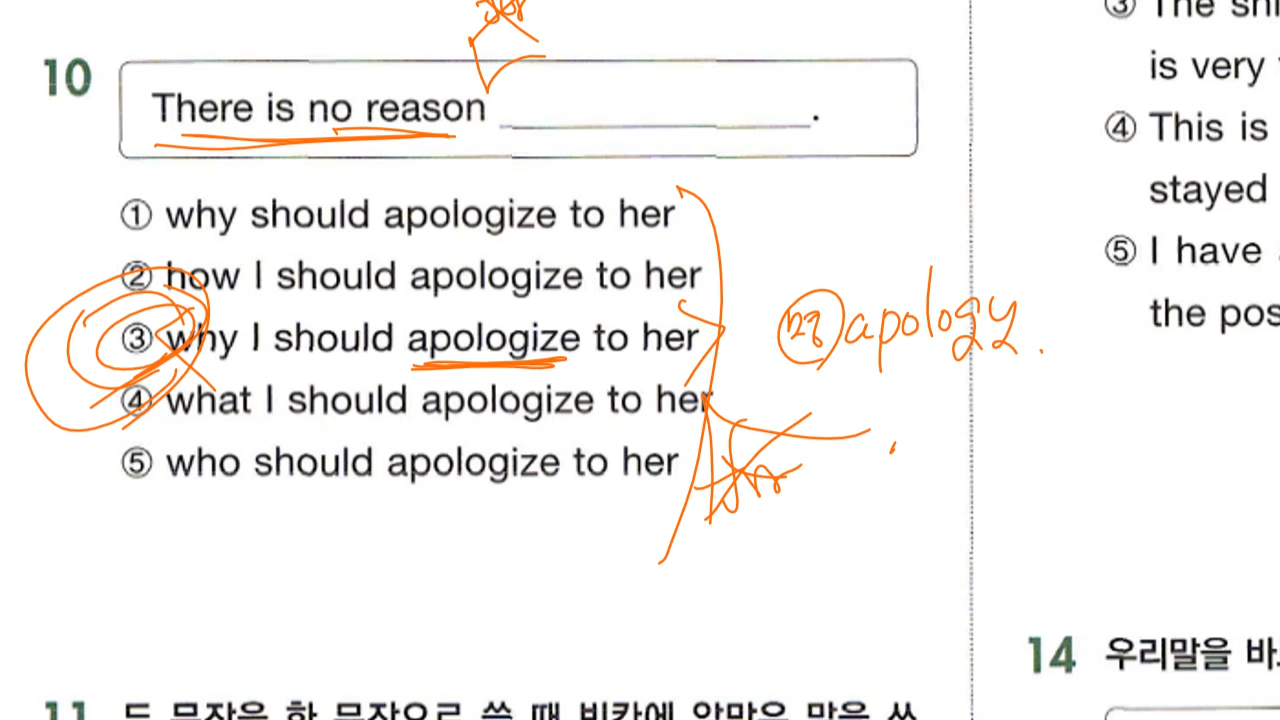 10
There is no reason ____________.
① why should apologize to her
② how I should apologize to her
③ why I should apologize to her
④ what I should apologize to her
⑤ who should apologize to her
apology.
is very
④ This is
stayed
⑤ I have
the pos
14 우리말을 바